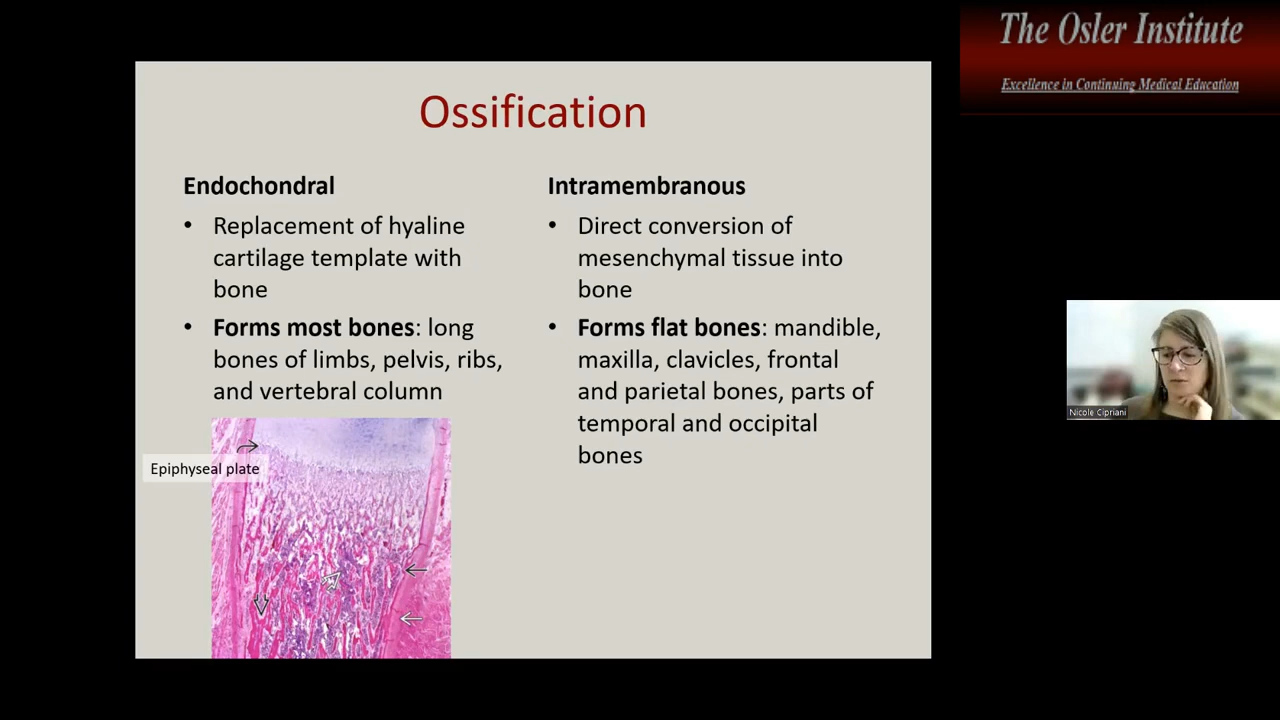 The Osler Institute
Excellence in Continuing Medical Education
Ossification
Endochondral
• Replacement of hyaline
cartilage template with
bone
• Forms most bones: long
bones of limbs, pelvis, ribs,
and vertebral column
Epiphyseal plate
Intramembranous
• Direct conversion of
mesenchymal tissue into
bone
• Forms flat bones: mandible,
maxilla, clavicles, frontal
and parietal bones, parts of
temporal and occipital
bones
Nicole Cipriani